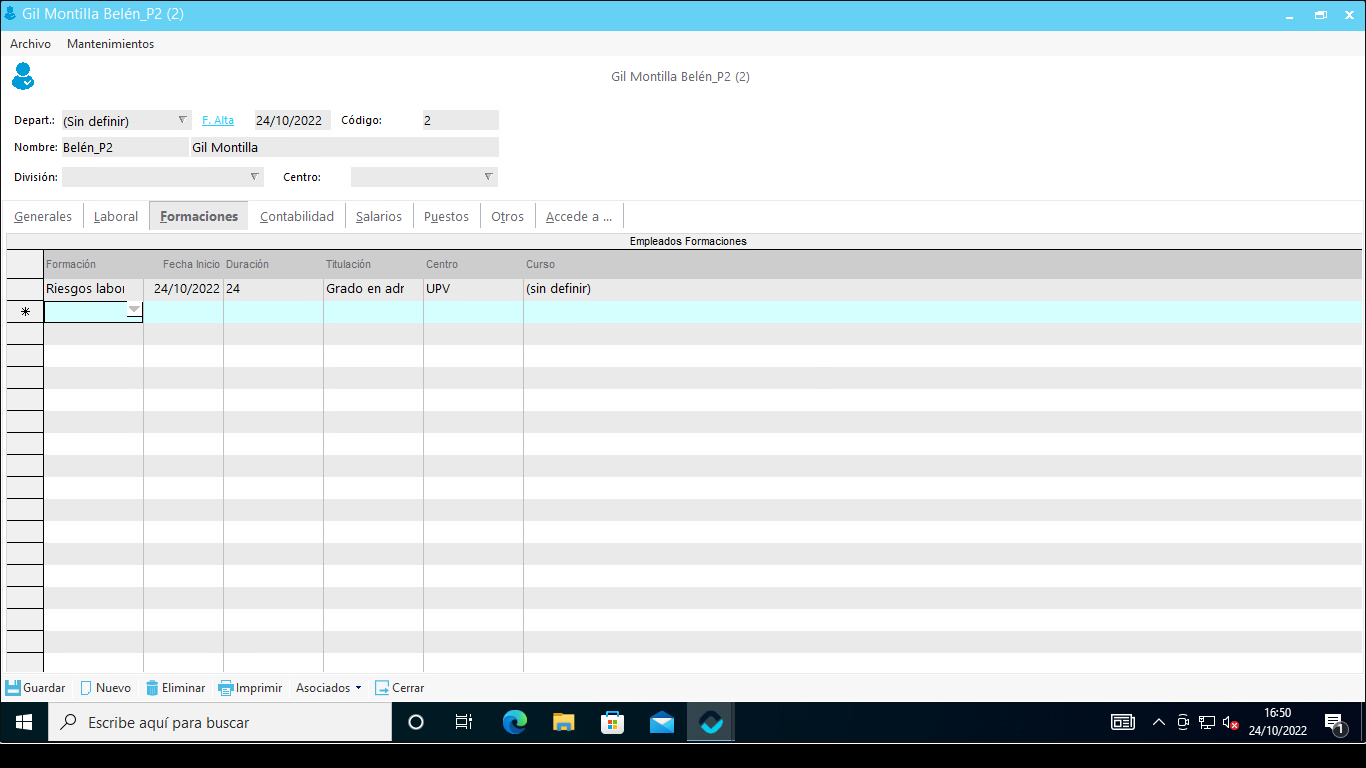 Gil Montilla Belén_P2 (2)
Archivo Mantenimientos
Gil Montilla Belén_P2 (2)
Depart.: (Sin definir) F. Alta 24/10/2022 Código: 2
Nombre: Belén_P2 Gil Montilla
División: Centro:
Generales Laboral Formaciones Contabilidad Salarios Puestos Otros Accede a ...
Empleados Formaciones
Formación Fecha Inicio Duración Titulación Centro Curso
Riesgos labor 24/10/2022 24 Grado en adr UPV (sin definir)
Guardar Nuevo Eliminar Imprimir Asociados Cerrar
Escribe aquí para buscar
16:50
24/10/2022
1